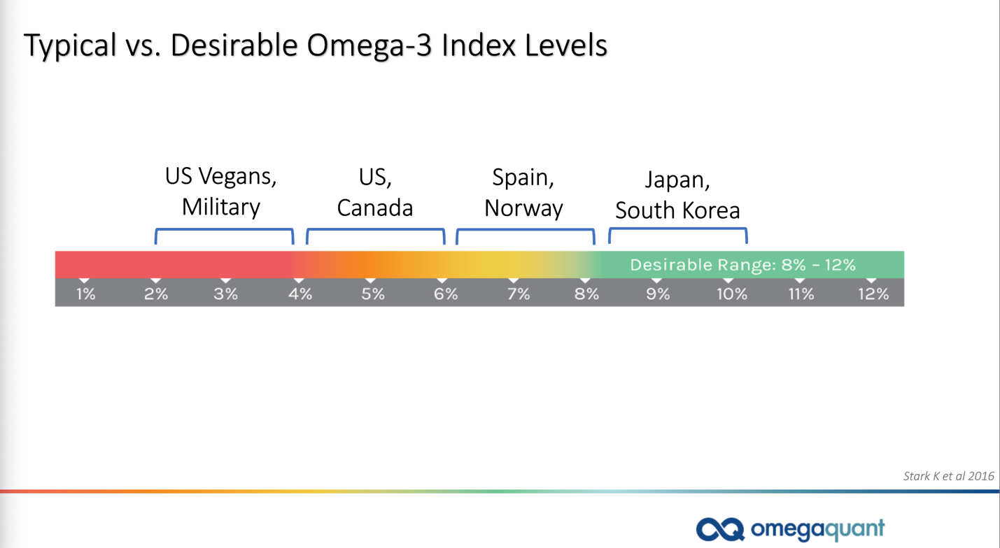 Typical vs. Desirable Omega-3 Index Levels
US Vegans,
Military
US,
Canada
Spain,
Norway
Japan,
South Korea
Desirable Range: 8% – 12%
1% 2% 3% 4% 5% 6% 7% 8% 9% 10% 11% 12%
Stark K et al 2016
omegaquant